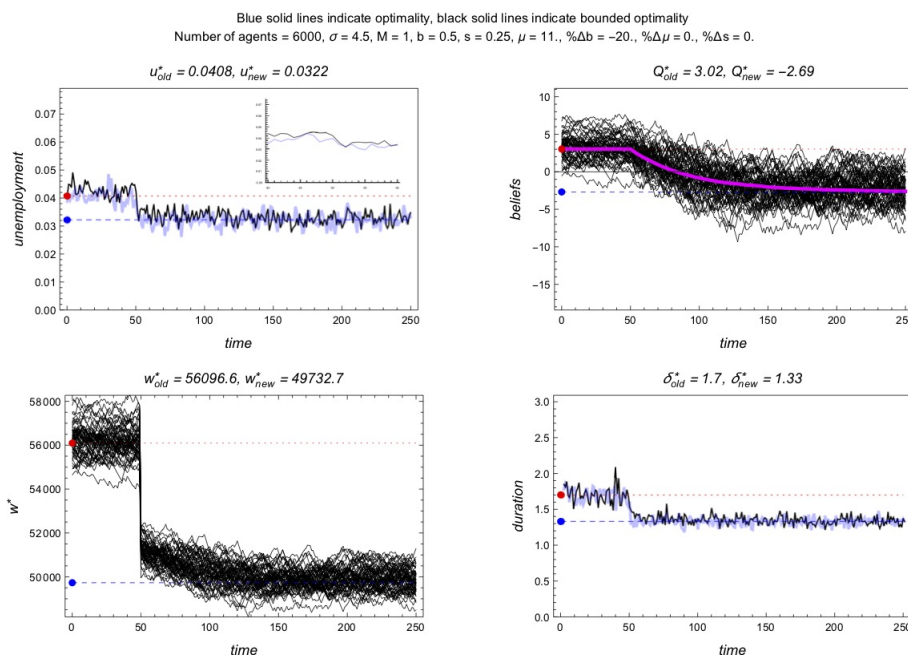 Blue solid lines indicate optimality, black solid lines indicate bounded optimality
Number of agents = 6000, σ = 4.5, M = 1, b = 0.5, s = 0.25, μ = 11., %Δb = −20., %Δμ = 0., %Δs = 0.
u*old = 0.0408, u*new = 0.0322
0.07
0.06
0.05
0.04
0.03
0.02
0.01
0.00
unemployment
0 50 100 150 200 250
time
Q*old = 3.02, Q*new = −2.69
10
5
0
−5
−10
−15
beliefs
0 50 100 150 200 250
time
w*old = 56096.6, w*new = 49732.7
58000
56000
54000
52000
50000
w*
0 50 100 150 200 250
time
δ*old = 1.7, δ*new = 1.33
3.0
2.5
2.0
1.5
1.0
0.5
0.0
duration
0 50 100 150 200 250
time